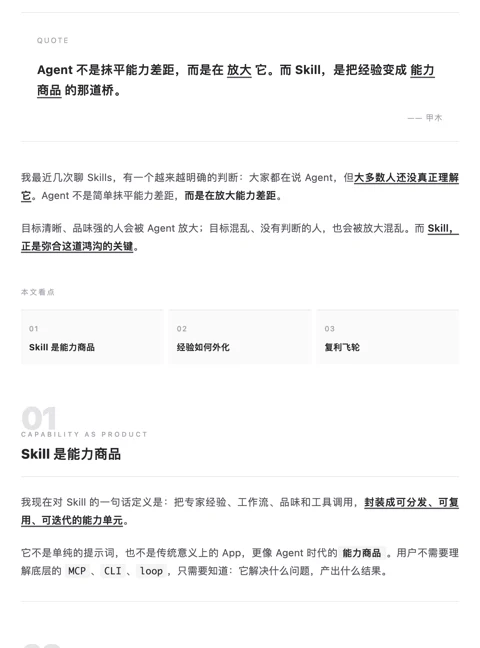 QUOTE
Agent 不是抹平能力差距，而是在 放大 它。而 Skill，是把经验变成 能力
商品 的那道桥。
—— 甲木
我最近几次聊 Skills，有一个越来越明确的判断：大家都在说 Agent，但大多数人还没真正理解
它。Agent 不是简单抹平能力差距，而是在放大能力差距。
目标清晰、品味强的人会被 Agent 放大；目标混乱、没有判断的人，也会被放大混乱。而 Skill，
正是弥合这道鸿沟的关键。
本文看点
01
Skill 是能力商品
02
经验如何外化
03
复利飞轮
01
CAPABILITY AS PRODUCT
Skill 是能力商品
我现在对 Skill 的一句话定义是：把专家经验、工作流、品味和工具调用，封装成可分发、可复
用、可迭代的能力单元。
它不是单纯的提示词，也不是传统意义上的 App，更像 Agent 时代的 能力商品 。用户不需要理
解底层的 MCP 、 CLI 、 loop ，只需要知道：它解决什么问题，产出什么结果。